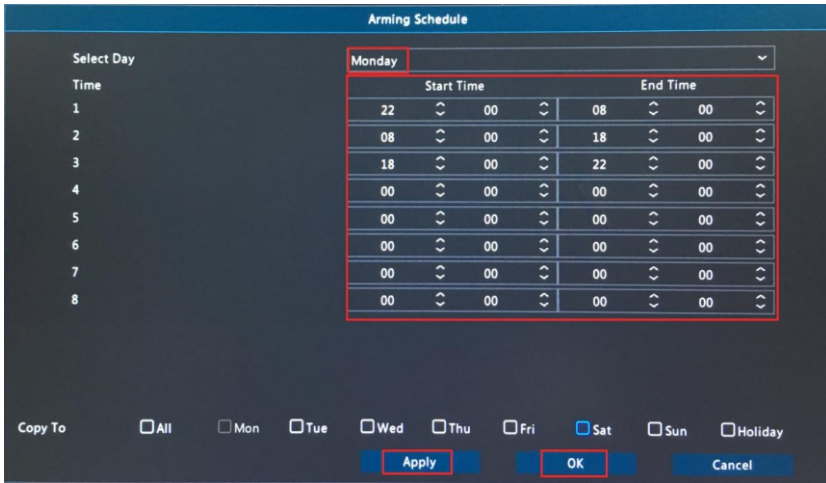 Arming Schedule
Select Day Monday
Time Start Time End Time
1 22 00 08 00
2 08 00 18 00
3 18 00 22 00
4 00 00 00 00
5 00 00 00 00
6 00 00 00 00
7 00 00 00 00
8 00 00 00 00
Copy To All Mon Tue Wed Thu Fri Sat Sun Holiday
Apply OK Cancel